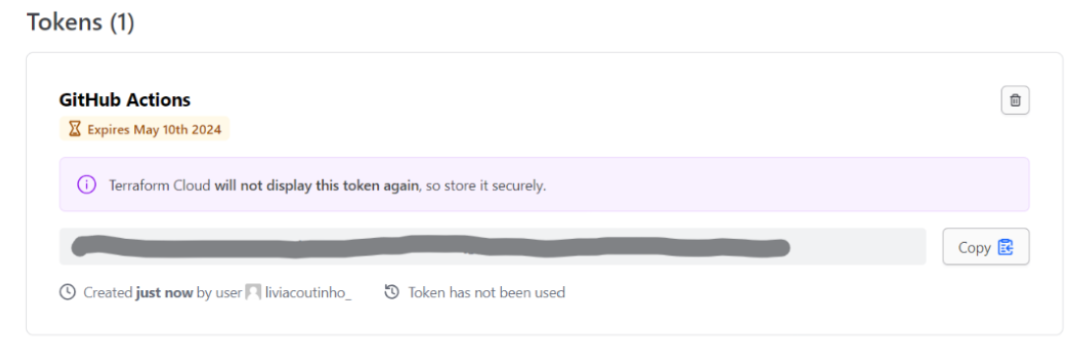 Tokens (1)
GitHub Actions
Expires May 10th 2024
Terraform Cloud will not display this token again, so store it securely.
Copy
Created just now by user liviacoutinho_ Token has not been used